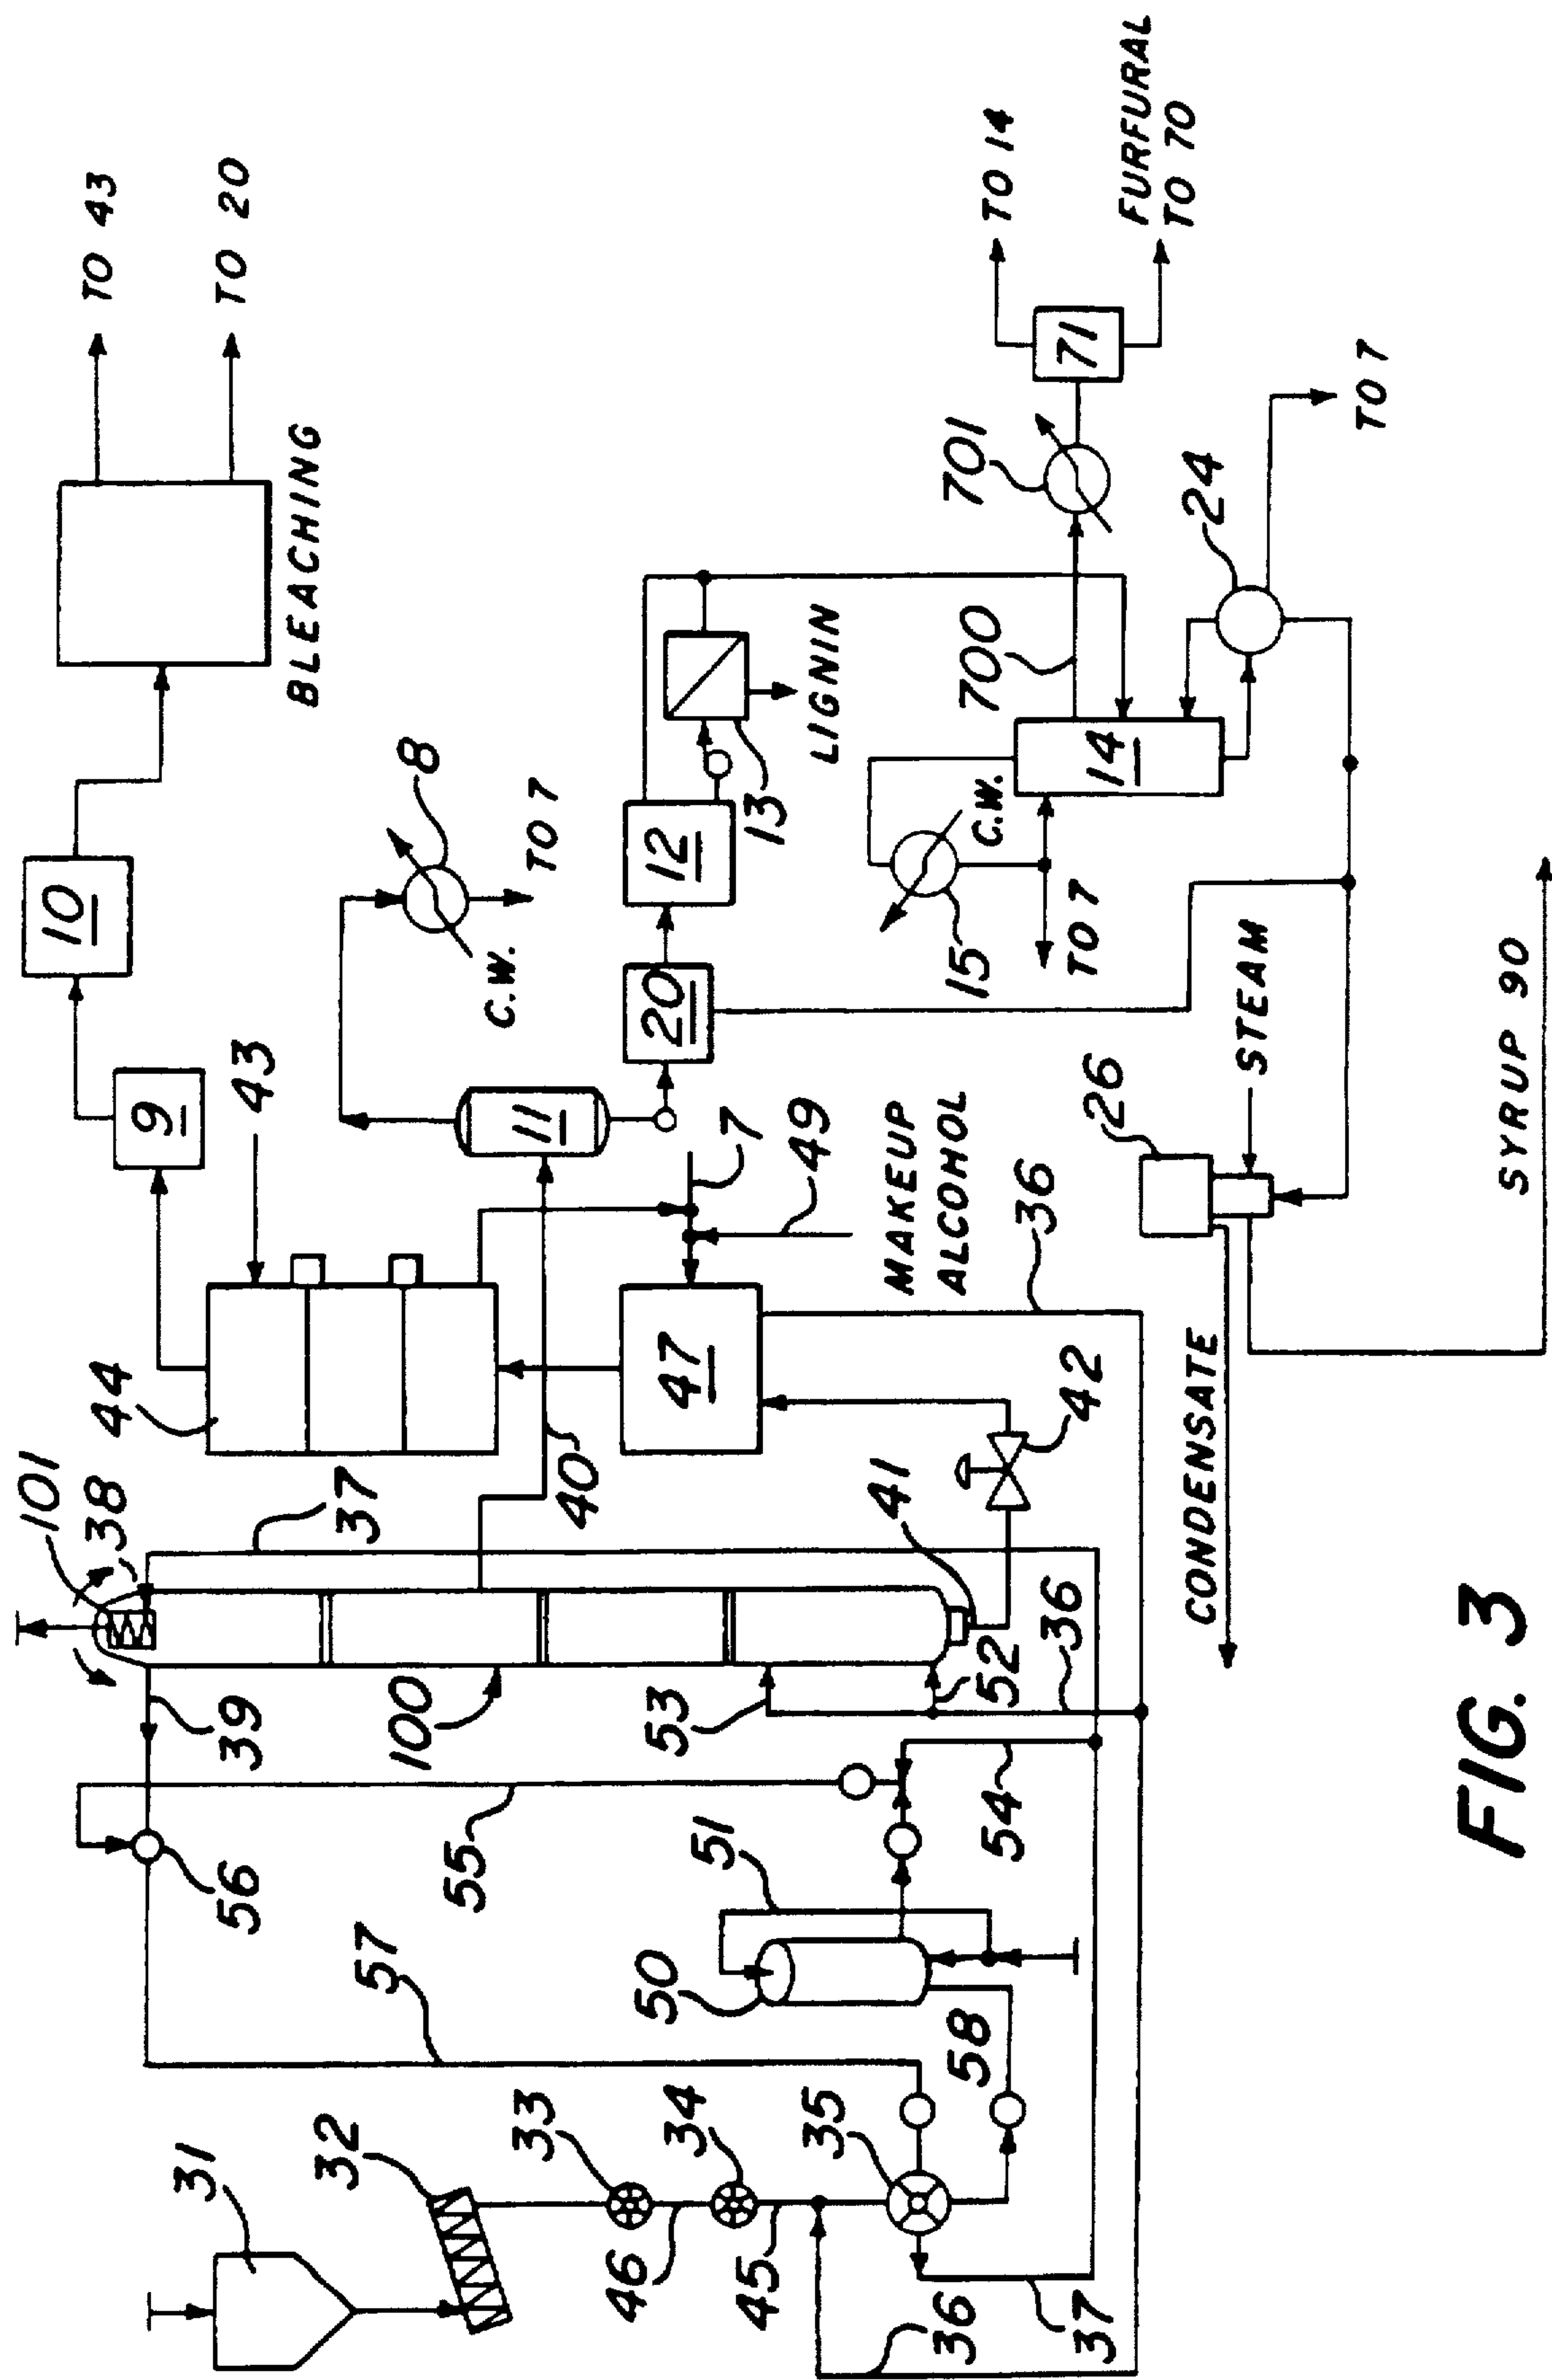 101
38
44
37
43
9
10
BLEACHING
TO 43
TO 20
31
32
57
56
39
100
55
40
11
8
C.W.
TO 7
33
46
34
45
35
36
37
50
51
58
54
53
52
36
41
42
47
7
49
MAKEUP
ALCOHOL
36
20
12
13
LIGNIN
15
C.W.
TO 7
14
700
701
71
TO 14
FURFURAL
TO 70
24
TO 7
26
STEAM
CONDENSATE
SYRUP 90
FIG. 3